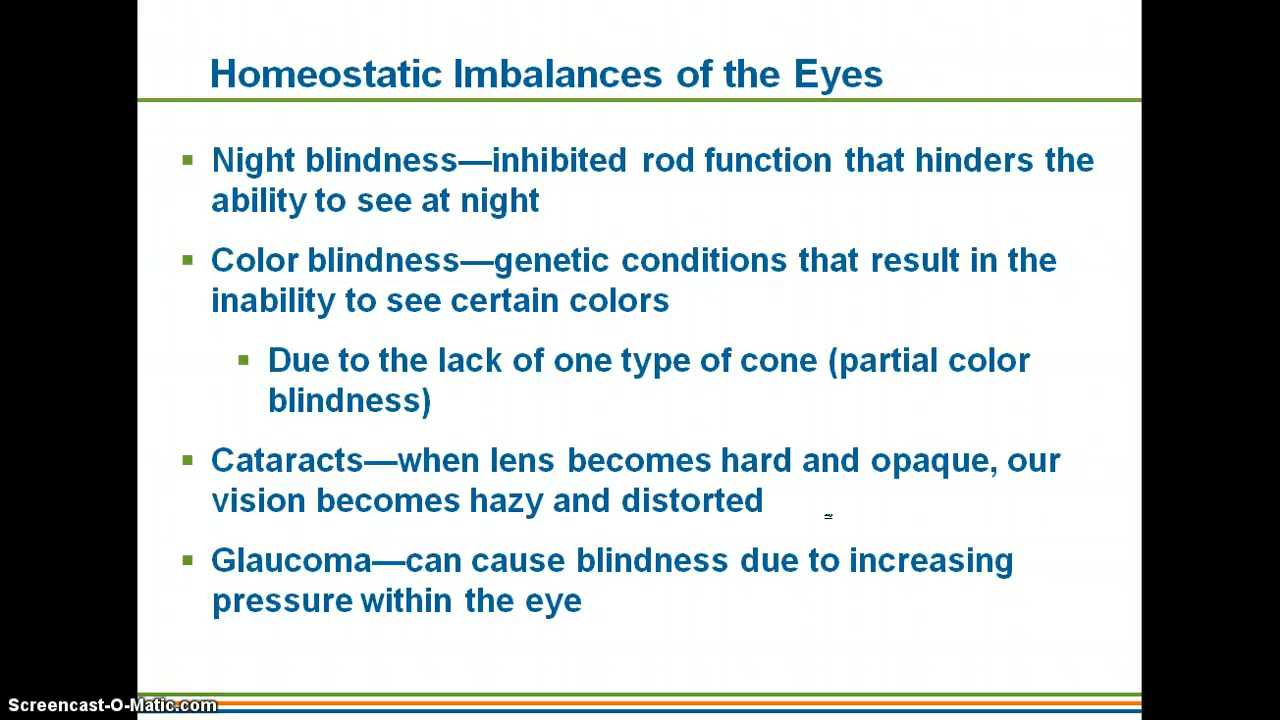 Homeostatic Imbalances of the Eyes
▪ Night blindness—inhibited rod function that hinders the
ability to see at night
▪ Color blindness—genetic conditions that result in the
inability to see certain colors
▪ Due to the lack of one type of cone (partial color
blindness)
▪ Cataracts—when lens becomes hard and opaque, our
vision becomes hazy and distorted
▪ Glaucoma—can cause blindness due to increasing
pressure within the eye
Screencast-O-Matic.com